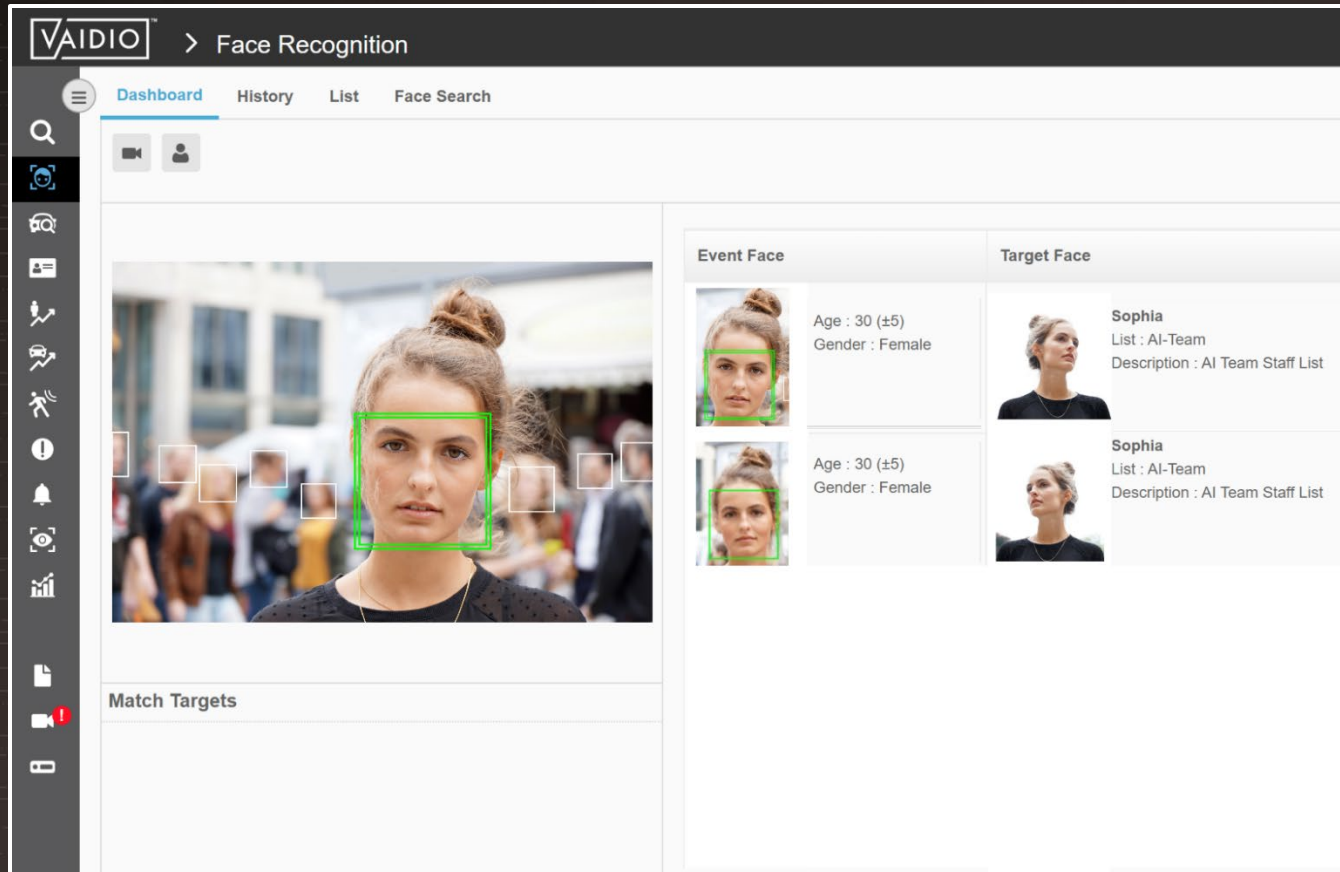 VAIDIO™ > Face Recognition
Dashboard History List Face Search
Event Face Target Face
Age : 30 (±5)
Gender : Female
Sophia
List : AI-Team
Description : AI Team Staff List
Age : 30 (±5)
Gender : Female
Sophia
List : AI-Team
Description : AI Team Staff List
Match Targets